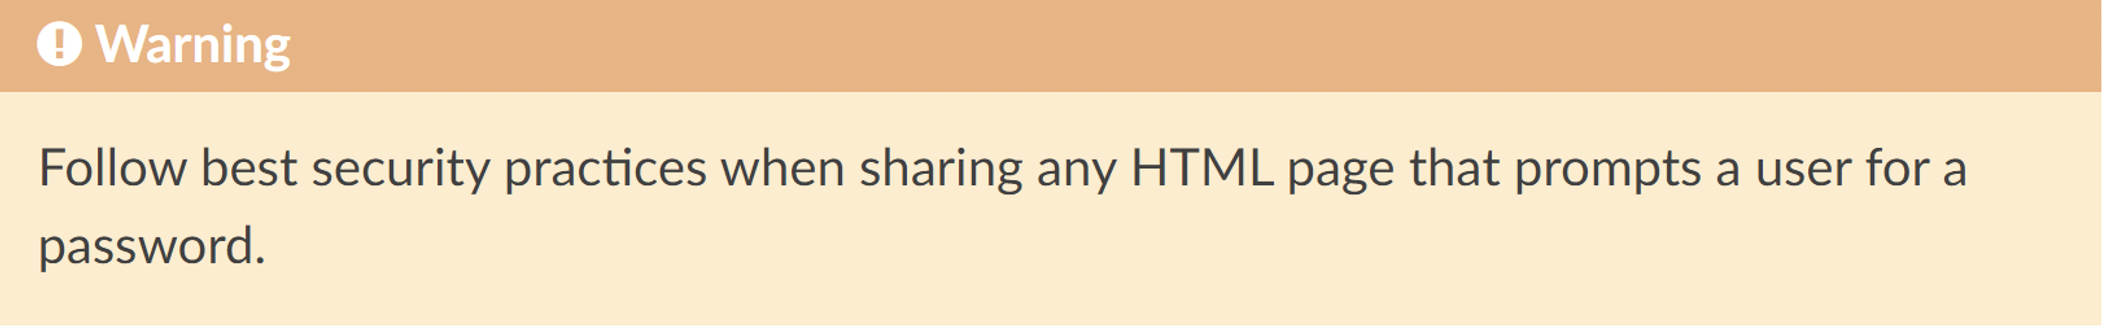 Warning
Follow best security practices when sharing any HTML page that prompts a user for a
password.